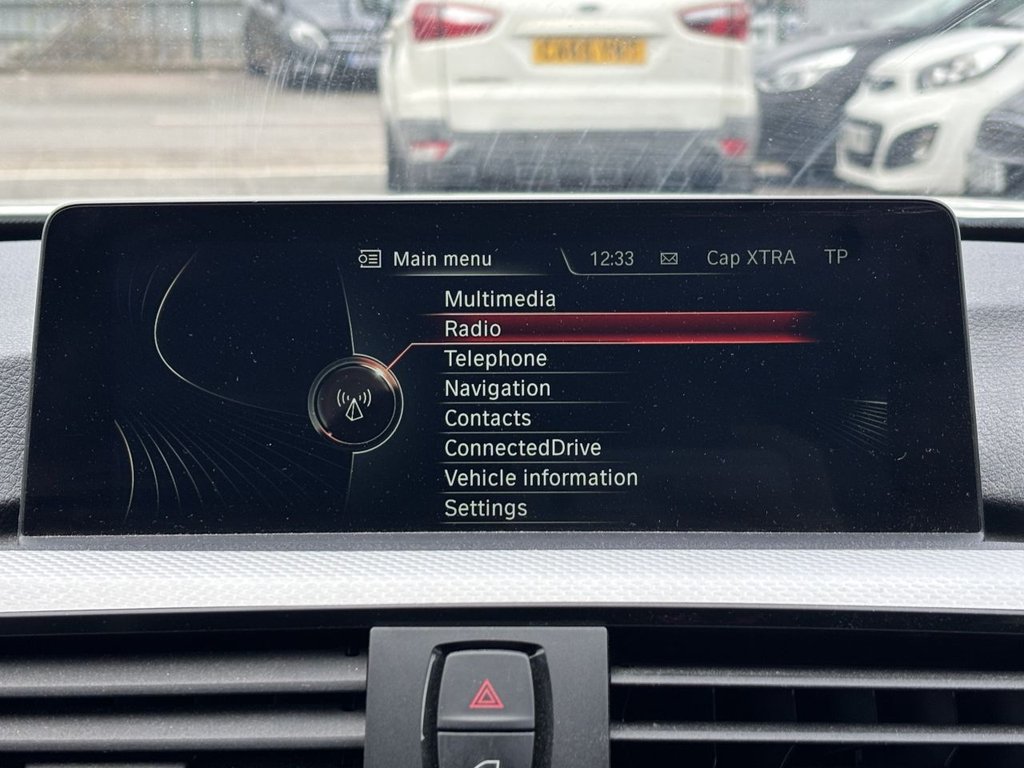 Main menu 12:33 Cap XTRA TP
Multimedia
Radio
Telephone
Navigation
Contacts
ConnectedDrive
Vehicle information
Settings